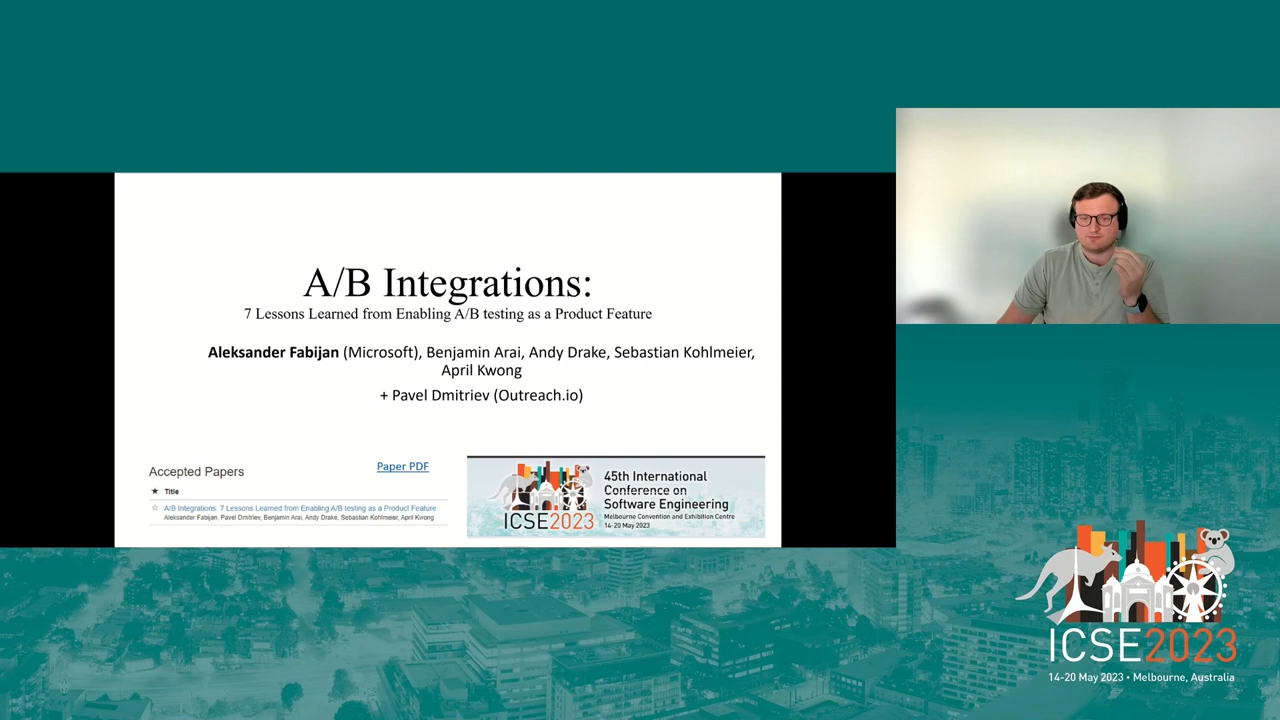 A/B Integrations:
7 Lessons Learned from Enabling A/B testing as a Product Feature
Aleksander Fabijan (Microsoft), Benjamin Arai, Andy Drake, Sebastian Kohlmeier,
April Kwong
+ Pavel Dmitriev (Outreach.io)
Accepted Papers
Paper PDF
★ Title
☆ A/B Integrations: 7 Lessons Learned from Enabling A/B testing as a Product Feature
Aleksander Fabijan, Pavel Dmitriev, Benjamin Arai, Andy Drake, Sebastian Kohlmeier, April Kwong
45th International
Conference on
Software Engineering
Melbourne Convention and Exhibition Centre
14-20 May 2023
ICSE2023
ICSE2023
14-20 May 2023 • Melbourne, Australia